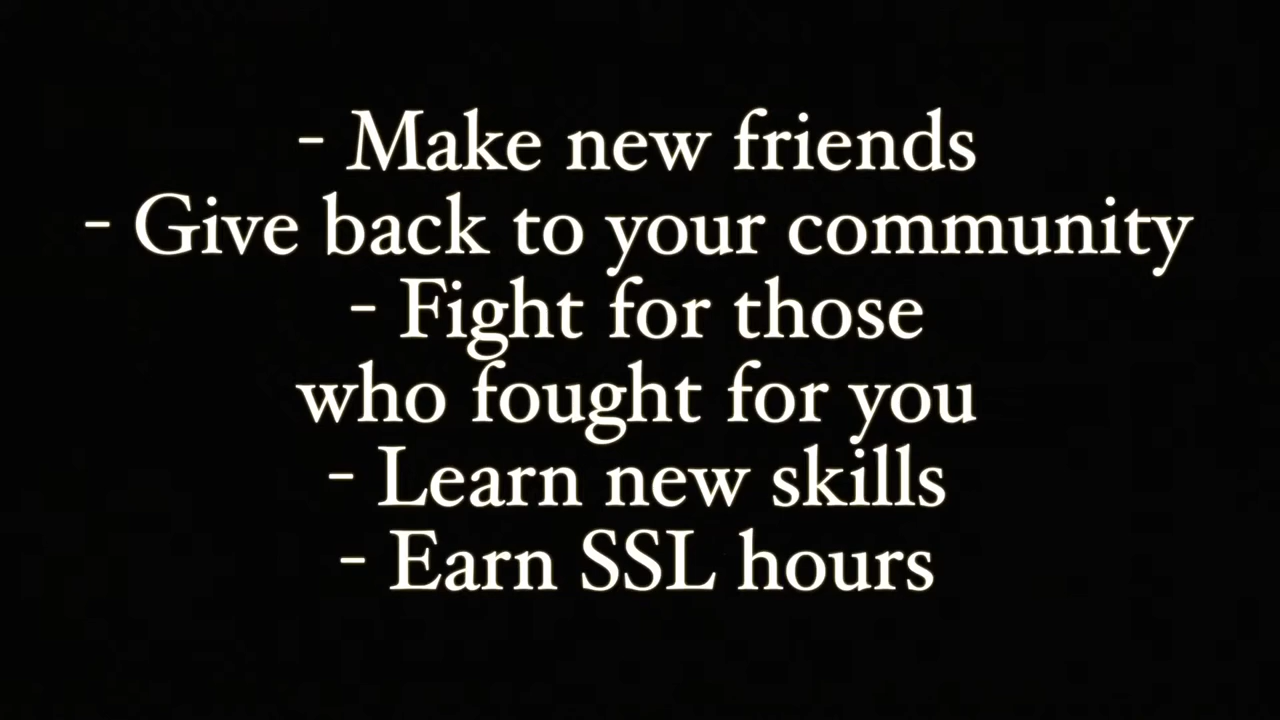 - Make new friends
- Give back to your community
- Fight for those
who fought for you
- Learn new skills
- Earn SSL hours